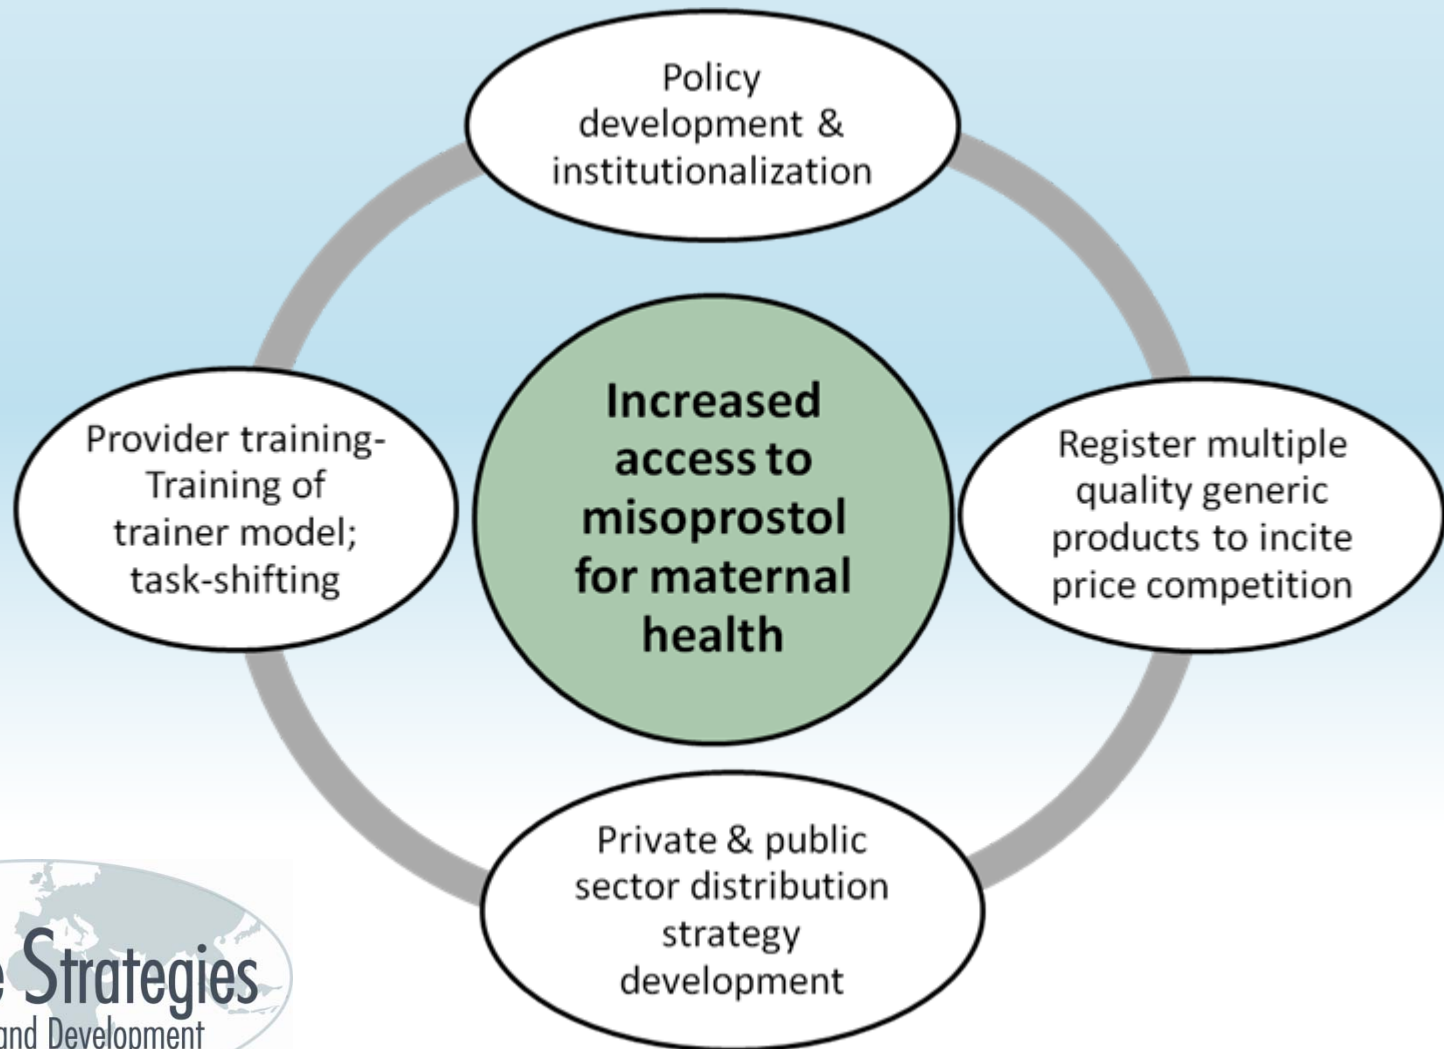 Policy
development &
institutionalization
Increased
access to
misoprostol
for maternal
health
Provider training-
Training of
trainer model;
task-shifting
Register multiple
quality generic
products to incite
price competition
Private & public
sector distribution
strategy
development
Strategies
and Development